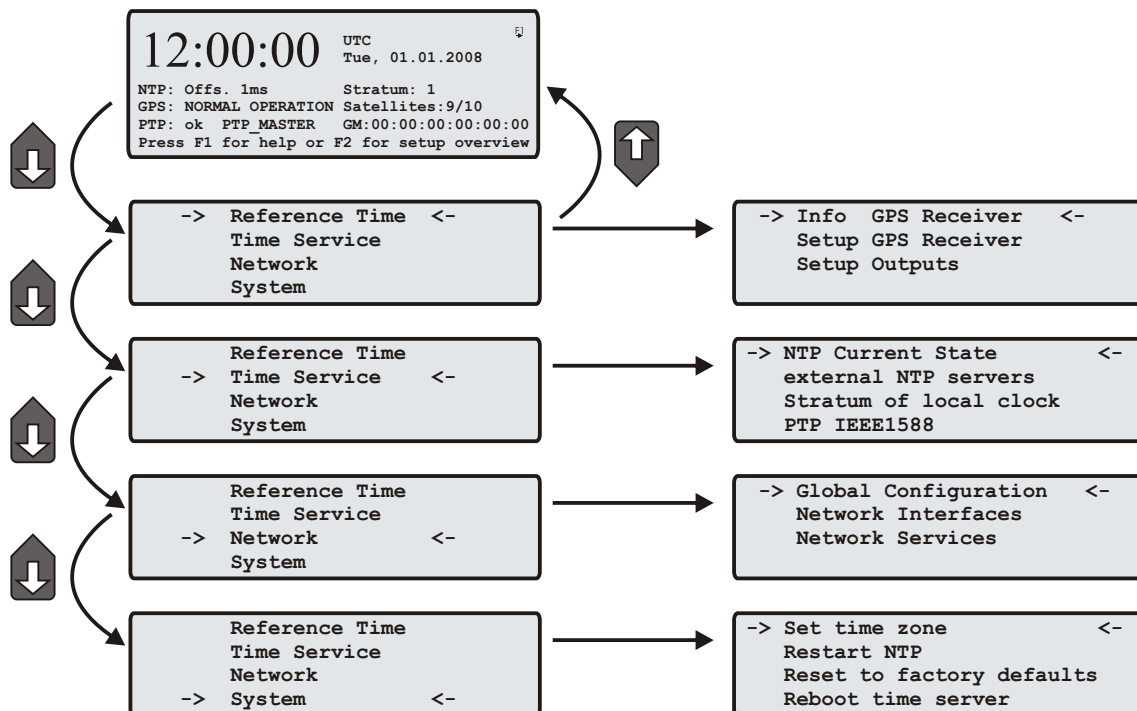 12:00:00 UTC
Tue, 01.01.2008
NTP: Offs. 1ms Stratum: 1
GPS: NORMAL OPERATION Satellites:9/10
PTP: ok PTP_MASTER GM:00:00:00:00:00:00
Press F1 for help or F2 for setup overview
-> Reference Time <-
Time Service
Network
System
-> Info GPS Receiver <-
Setup GPS Receiver
Setup Outputs
Reference Time
-> Time Service <-
Network
System
-> NTP Current State <-
external NTP servers
Stratum of local clock
PTP IEEE1588
Reference Time
Time Service
-> Network <-
System
-> Global Configuration <-
Network Interfaces
Network Services
Reference Time
Time Service
Network
-> System <-
-> Set time zone <-
Restart NTP
Reset to factory defaults
Reboot time server